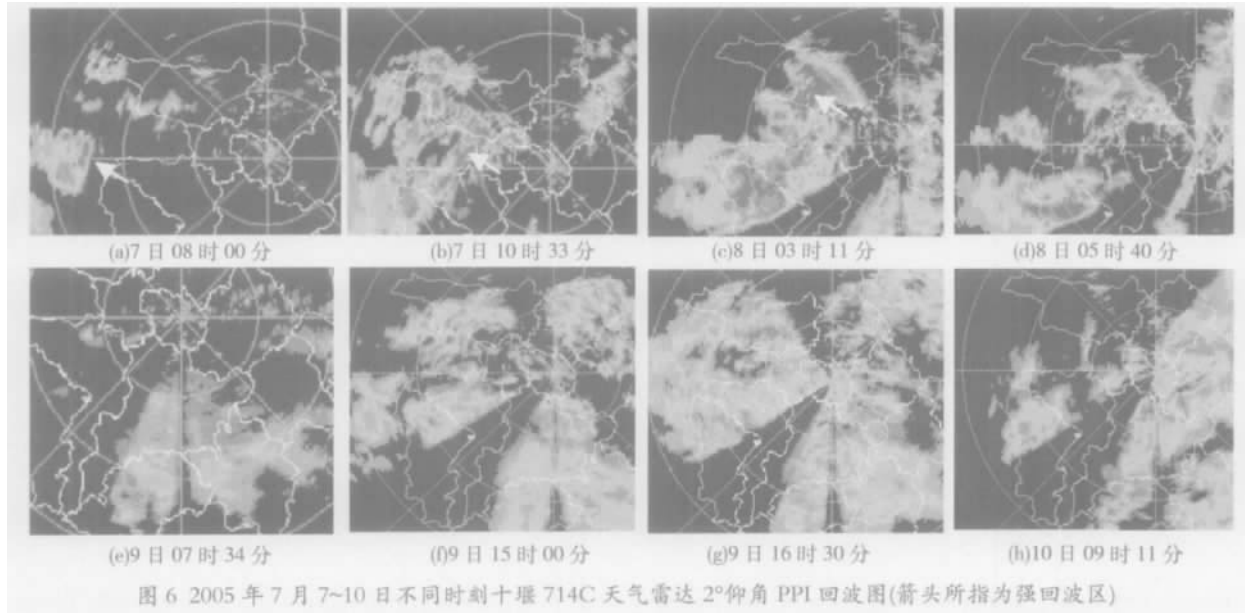 (a)7 日 08 时 00 分
(b)7 日 10 时 33 分
(c)8 日 03 时 11 分
(d)8 日 05 时 40 分
(e)9 日 07 时 34 分
(f)9 日 15 时 00 分
(g)9 日 16 时 30 分
(h)10 日 09 时 11 分
图 6 2005 年 7 月 7~10 日不同时刻十堰 714C 天气雷达 2°仰角 PPI 回波图(箭头所指为强回波区)